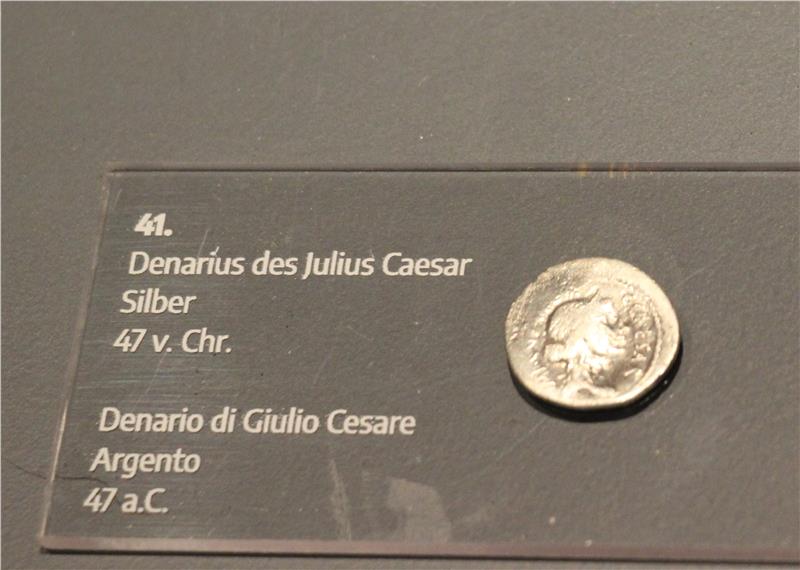 41.
Denarius des Julius Caesar
Silber
47 v. Chr.
Denario di Giulio Cesare
Argento
47 a.C.